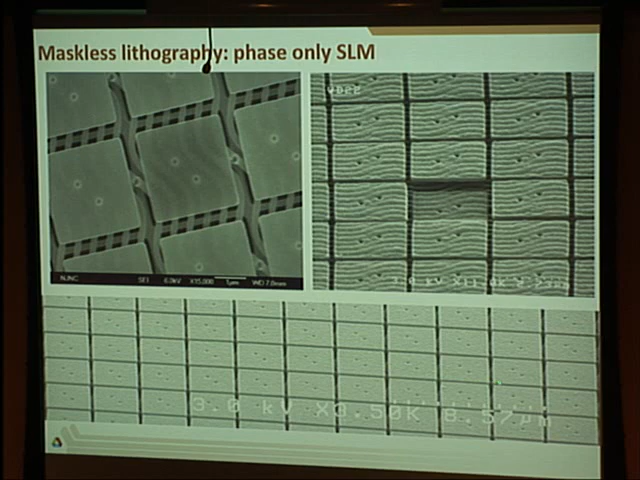 Maskless lithography: phase only SLM
NJNC SEI 5.0kV X15,000 1µm WD 7.0mm
3.0 kV X3.50K 8.57µm